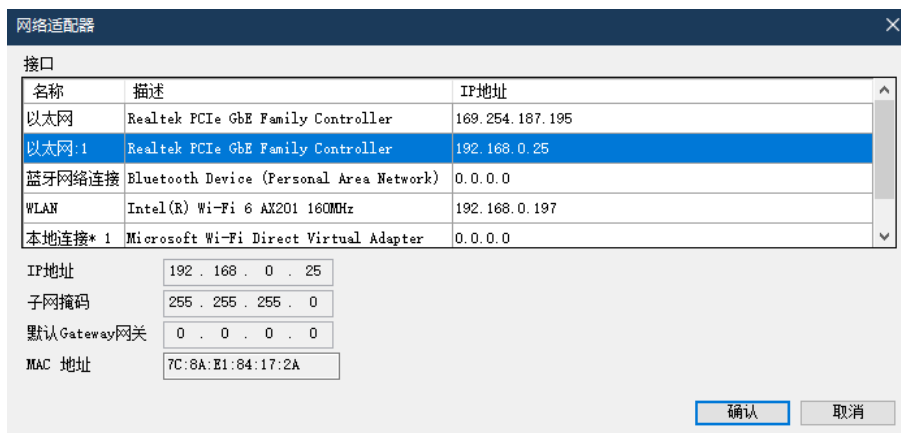 网络适配器
接口
名称 描述 IP地址
以太网 Realtek PCIe GbE Family Controller 169.254.187.195
以太网:1 Realtek PCIe GbE Family Controller 192.168.0.25
蓝牙网络连接 Bluetooth Device (Personal Area Network) 0.0.0.0
WLAN Intel(R) Wi-Fi 6 AX201 160MHz 192.168.0.197
本地连接* 1 Microsoft Wi-Fi Direct Virtual Adapter 0.0.0.0
IP地址 192 . 168 . 0 . 25
子网掩码 255 . 255 . 255 . 0
默认Gateway网关 0 . 0 . 0 . 0
MAC 地址 7C:8A:E1:84:17:2A
确认 取消